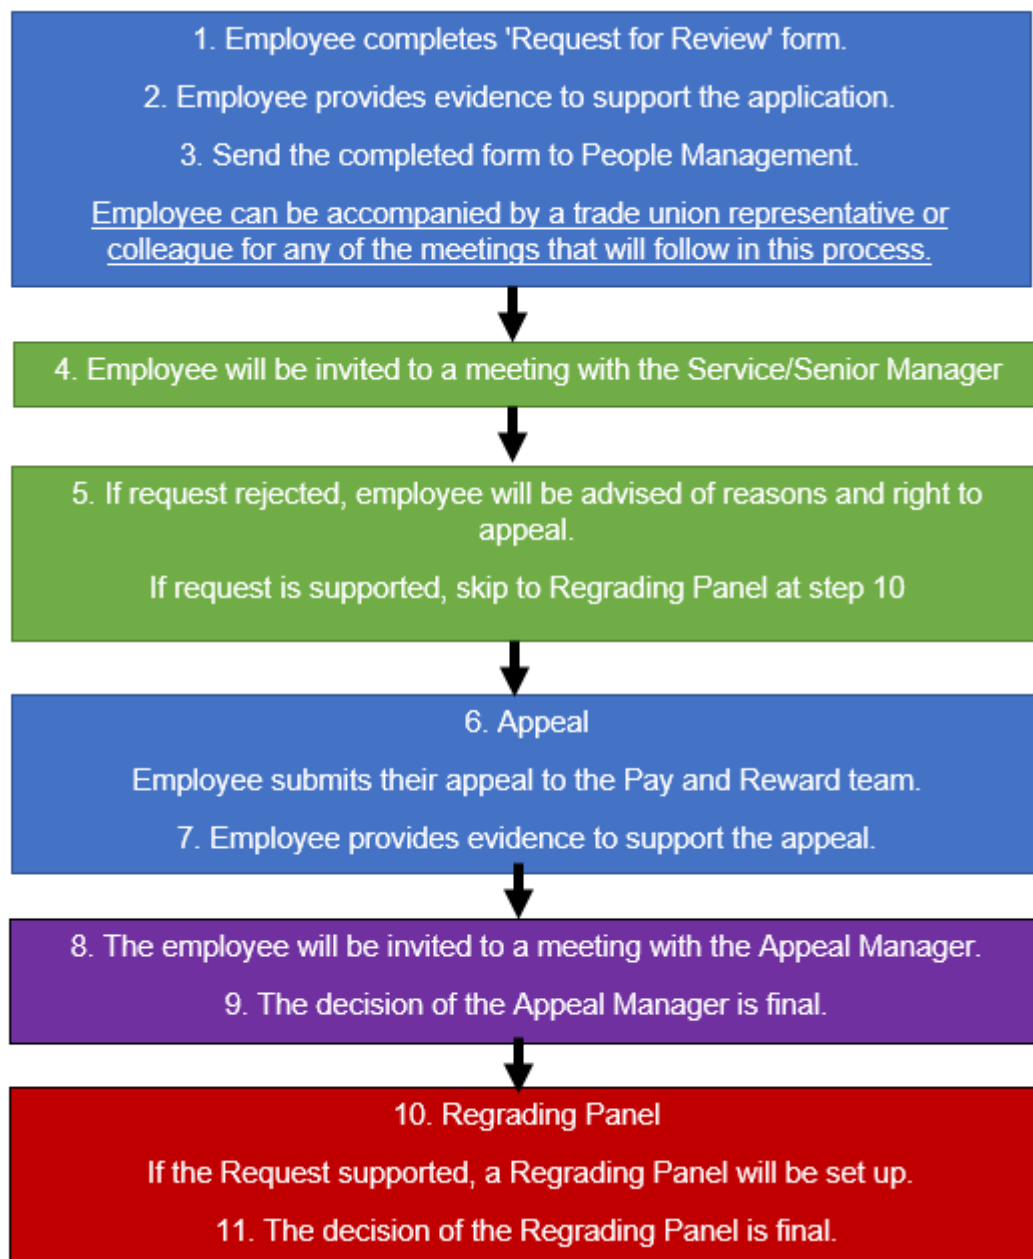 1. Employee completes 'Request for Review' form.
2. Employee provides evidence to support the application.
3. Send the completed form to People Management.
Employee can be accompanied by a trade union representative or
colleague for any of the meetings that will follow in this process.
4. Employee will be invited to a meeting with the Service/Senior Manager
5. If request rejected, employee will be advised of reasons and right to
appeal.
If request is supported, skip to Regrading Panel at step 10
6. Appeal
Employee submits their appeal to the Pay and Reward team.
7. Employee provides evidence to support the appeal.
8. The employee will be invited to a meeting with the Appeal Manager.
9. The decision of the Appeal Manager is final.
10. Regrading Panel
If the Request supported, a Regrading Panel will be set up.
11. The decision of the Regrading Panel is final.